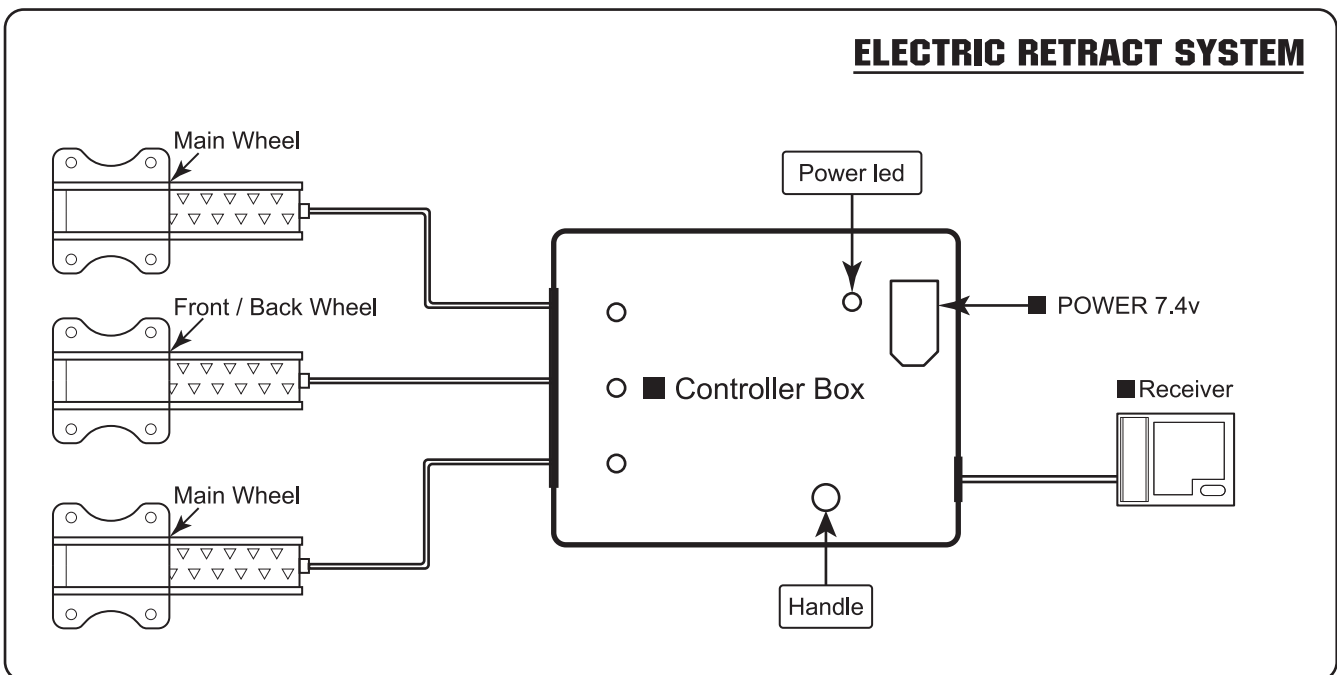 ELECTRIC RETRACT SYSTEM
Main Wheel
Power led
Front / Back Wheel
POWER 7.4v
Controller Box
Receiver
Main Wheel
Handle